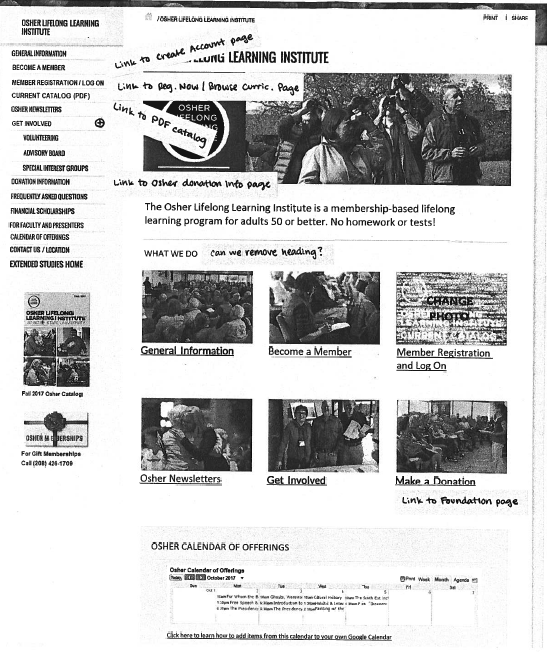 OSHER LIFELONG LEARNING
INSTITUTE
/ OSHER LIFELONG LEARNING INSTITUTE
PRINT | SHARE
GENERAL INFORMATION
BECOME A MEMBER
MEMBER REGISTRATION / LOG ON
CURRENT CATALOG (PDF)
OSHER NEWSLETTERS
GET INVOLVED
VOLUNTEERING
ADVISORY BOARD
SPECIAL INTEREST GROUPS
DONATION INFORMATION
FREQUENTLY ASKED QUESTIONS
FINANCIAL SCHOLARSHIPS
FOR FACULTY AND PRESENTERS
CALENDAR OF OFFERINGS
CONTACT US / LOCATION
EXTENDED STUDIES HOME
OSHER LIFELONG
LEARNING INSTITUTE
Fall 2017 Osher Catalog
For Gift Memberships
Call (208) 426-1709
Link to Create Account page
LEARNING INSTITUTE
Link to Reg. Now / Browse Curric. Page
OSHER
LIFELONG
Link to PDF catalog
Link to Osher donation info page
The Osher Lifelong Learning Institute is a membership-based lifelong
learning program for adults 50 or better. No homework or tests!
WHAT WE DO can we remove heading?
CHANGE
PHOTO
General Information Become a Member Member Registration
and Log On
Osher Newsletters Get Involved Make a Donation
Link to Foundation page
OSHER CALENDAR OF OFFERINGS
Osher Calendar of Offerings
Today October 2017 Print Week Month Agenda
Sun Mon Tue Wed Thu Fri Sat
Click here to learn how to add items from this calendar to your own Google Calendar